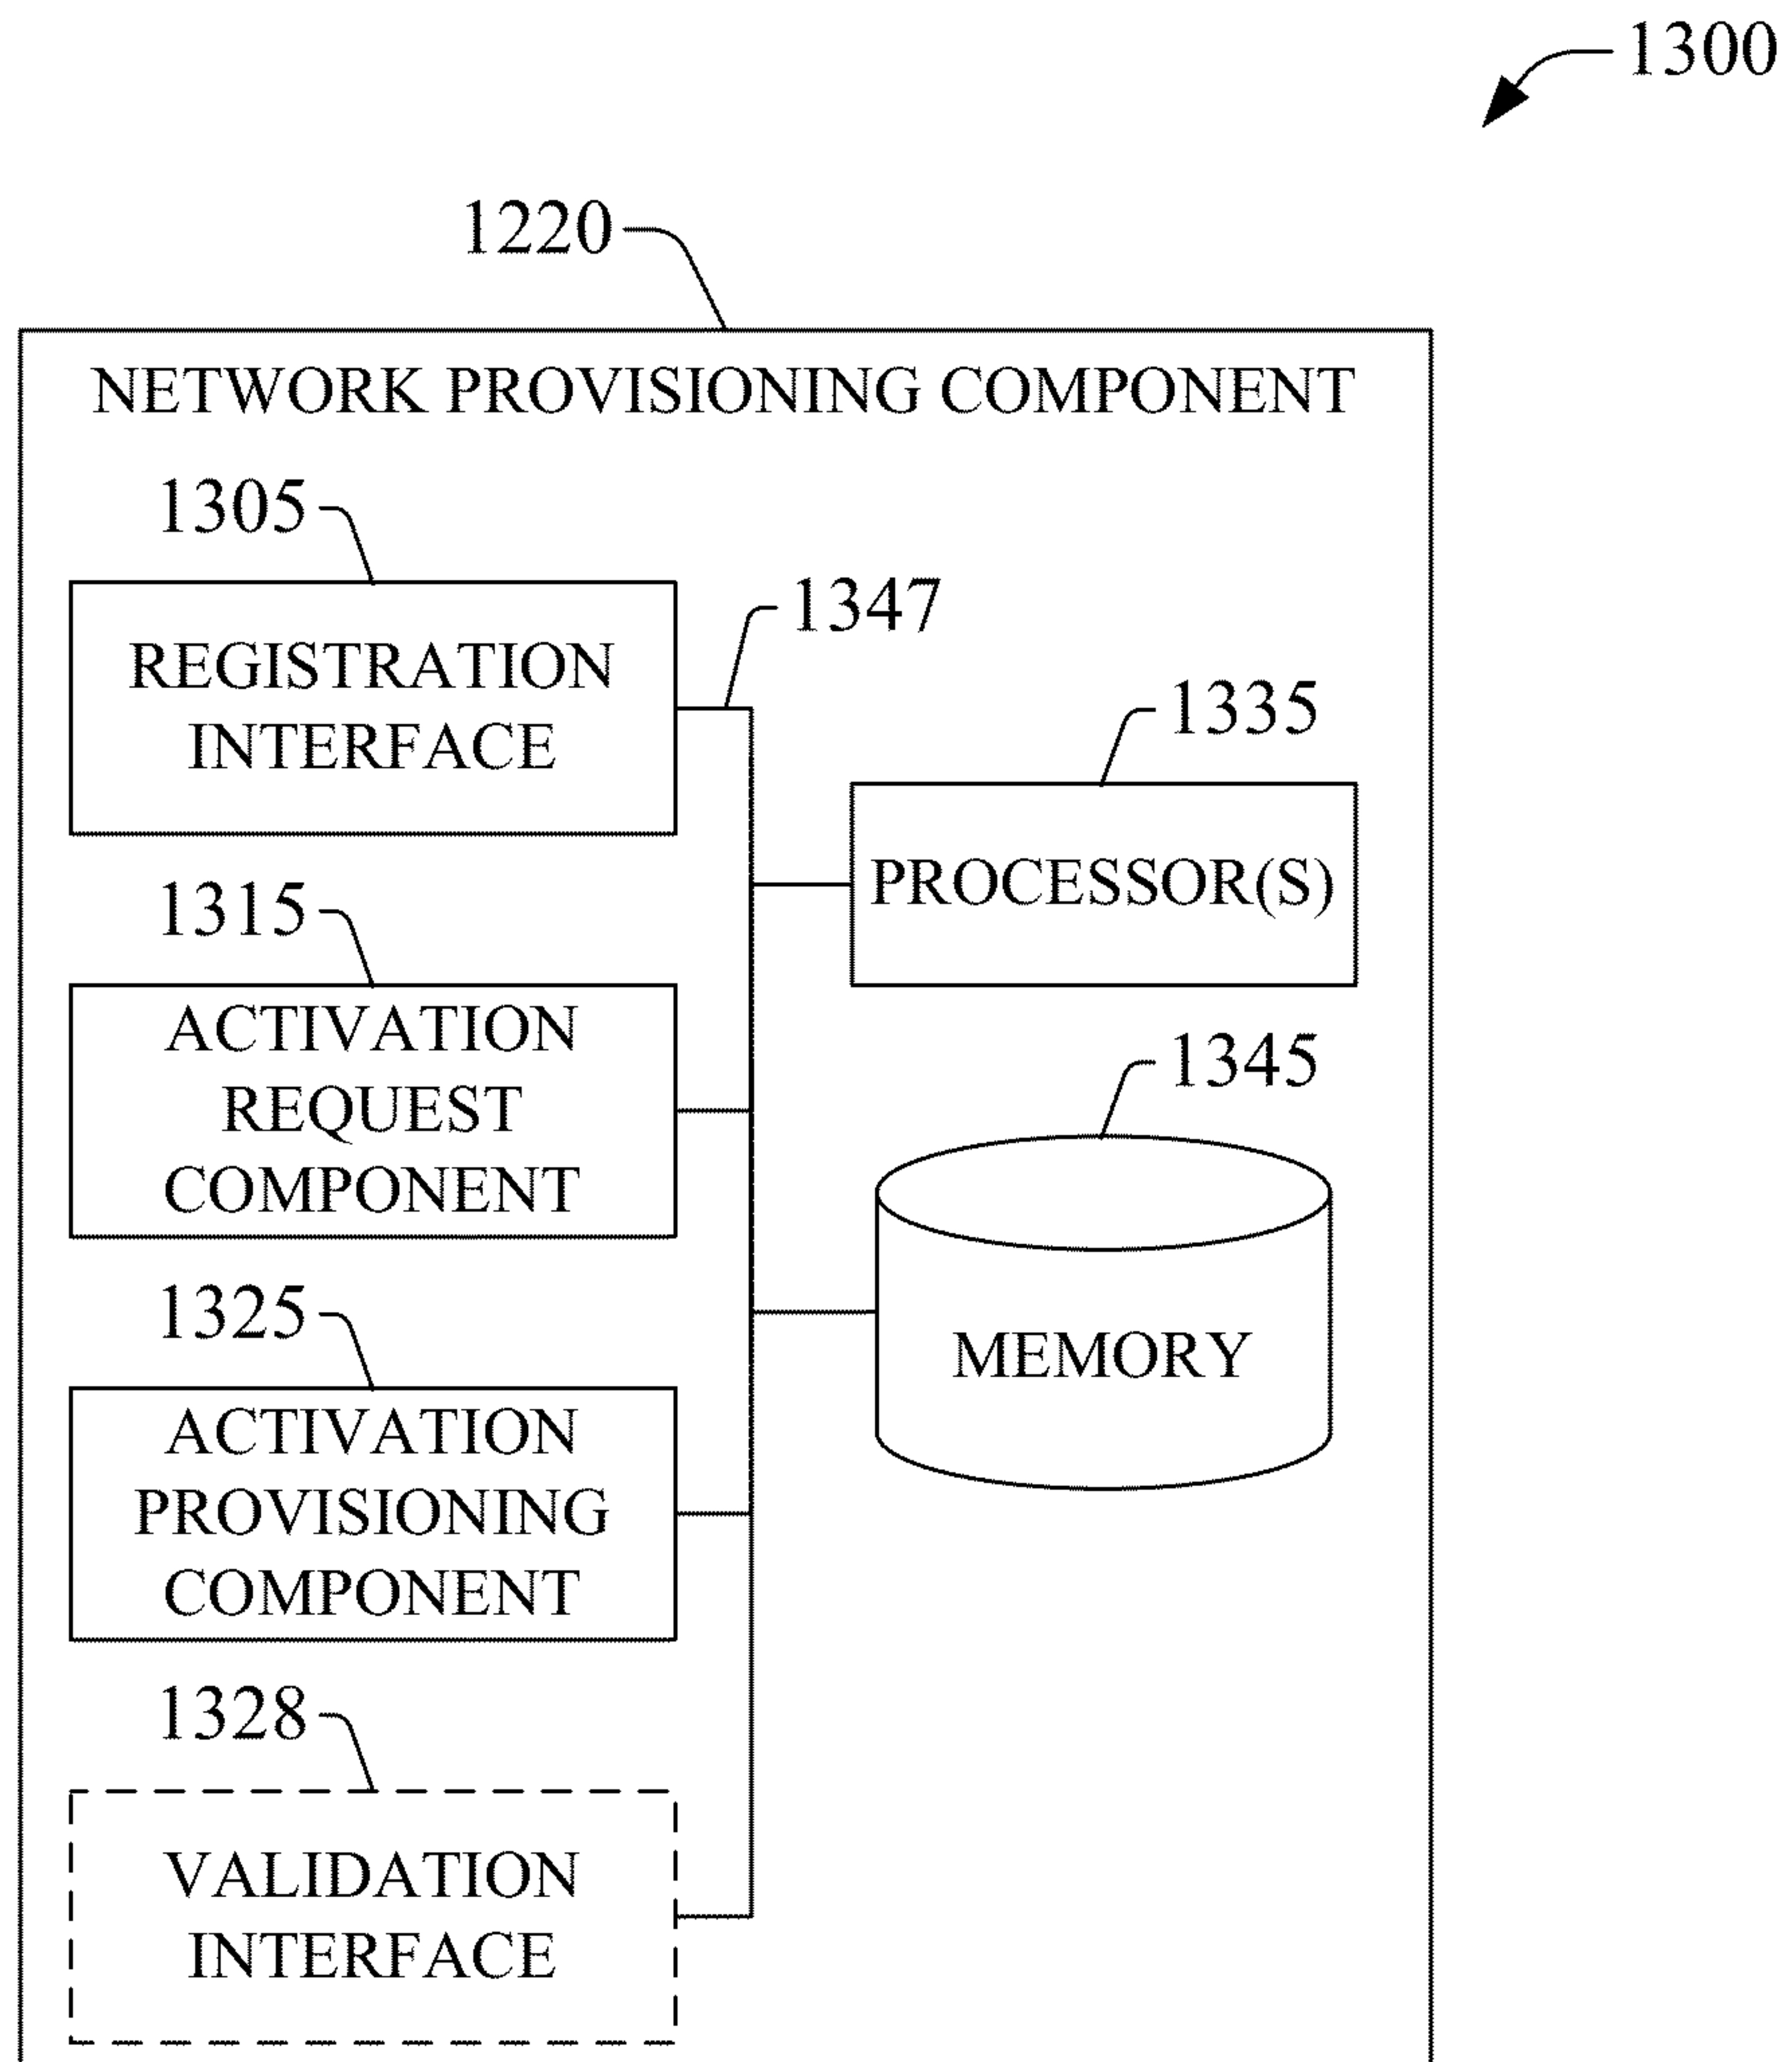 1300
1220
NETWORK PROVISIONING COMPONENT
1305
REGISTRATION
INTERFACE
1347
1335
PROCESSOR(S)
1315
ACTIVATION
REQUEST
COMPONENT
1345
MEMORY
1325
ACTIVATION
PROVISIONING
COMPONENT
1328
VALIDATION
INTERFACE